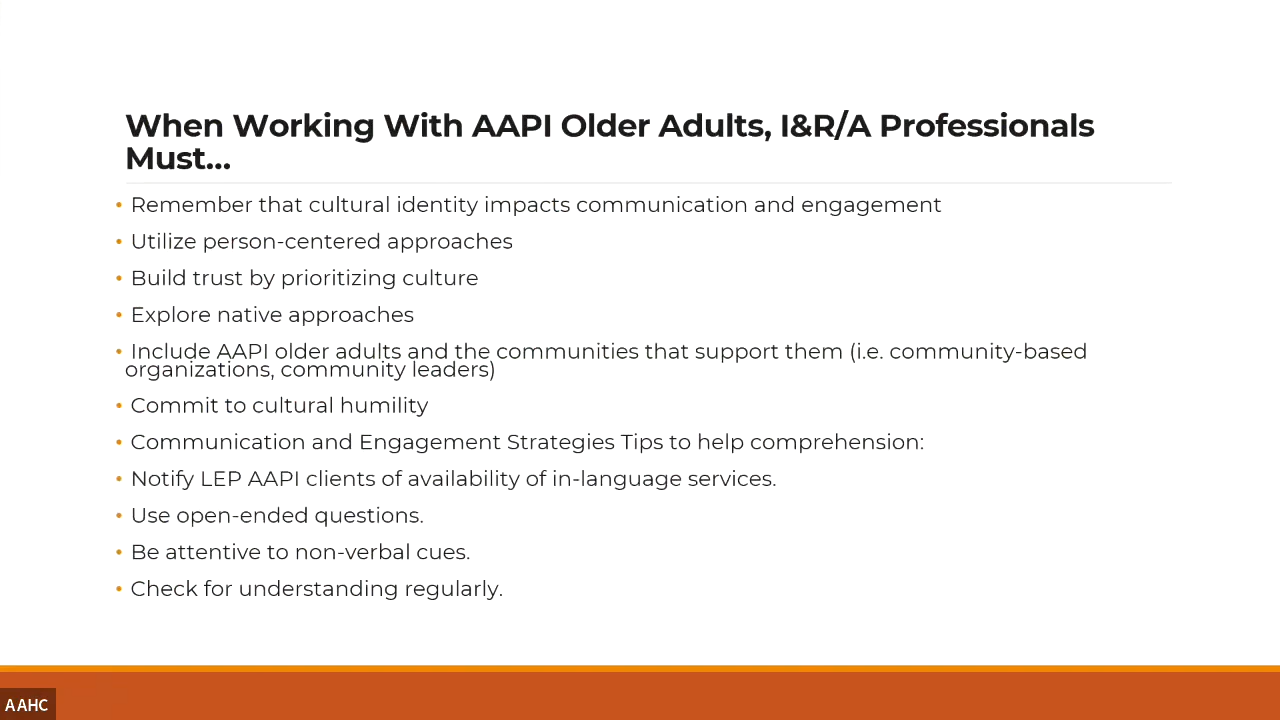 When Working With AAPI Older Adults, I&R/A Professionals
Must...
• Remember that cultural identity impacts communication and engagement
• Utilize person-centered approaches
• Build trust by prioritizing culture
• Explore native approaches
• Include AAPI older adults and the communities that support them (i.e. community-based
organizations, community leaders)
• Commit to cultural humility
• Communication and Engagement Strategies Tips to help comprehension:
• Notify LEP AAPI clients of availability of in-language services.
• Use open-ended questions.
• Be attentive to non-verbal cues.
• Check for understanding regularly.
AAHC